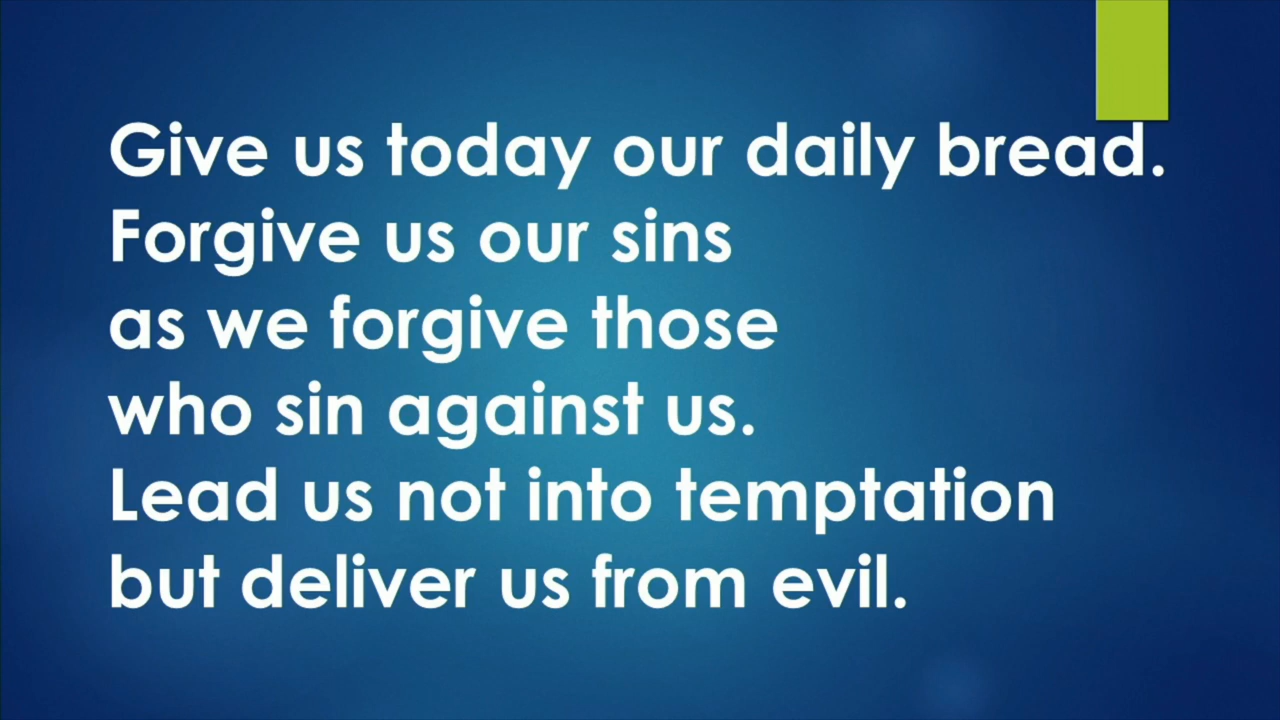 Give us today our daily bread.
Forgive us our sins
as we forgive those
who sin against us.
Lead us not into temptation
but deliver us from evil.